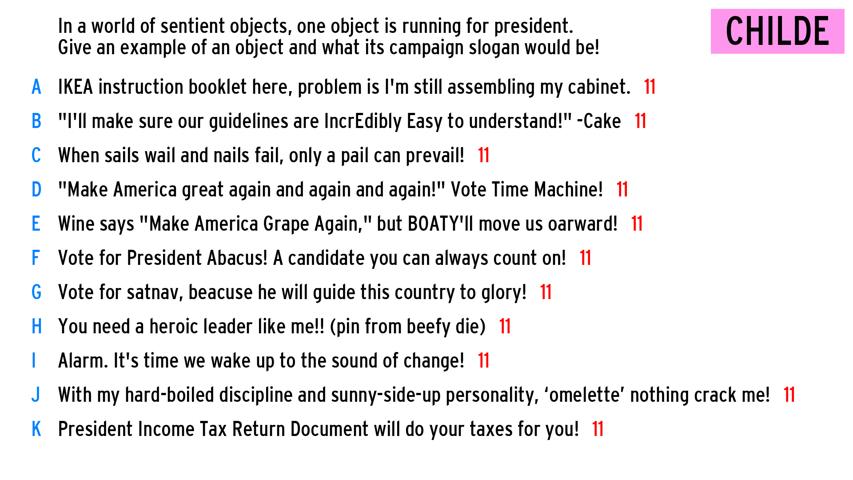 In a world of sentient objects, one object is running for president.
Give an example of an object and what its campaign slogan would be!
CHILDE
A IKEA instruction booklet here, problem is I'm still assembling my cabinet. 11
B "I'll make sure our guidelines are IncrEdibly Easy to understand!" -Cake 11
C When sails wail and nails fail, only a pail can prevail! 11
D "Make America great again and again and again!" Vote Time Machine! 11
E Wine says "Make America Grape Again," but BOATY'll move us oarward! 11
F Vote for President Abacus! A candidate you can always count on! 11
G Vote for satnav, beacuse he will guide this country to glory! 11
H You need a heroic leader like me!! (pin from beefy die) 11
I Alarm. It's time we wake up to the sound of change! 11
J With my hard-boiled discipline and sunny-side-up personality, ‘omelette’ nothing crack me! 11
K President Income Tax Return Document will do your taxes for you! 11